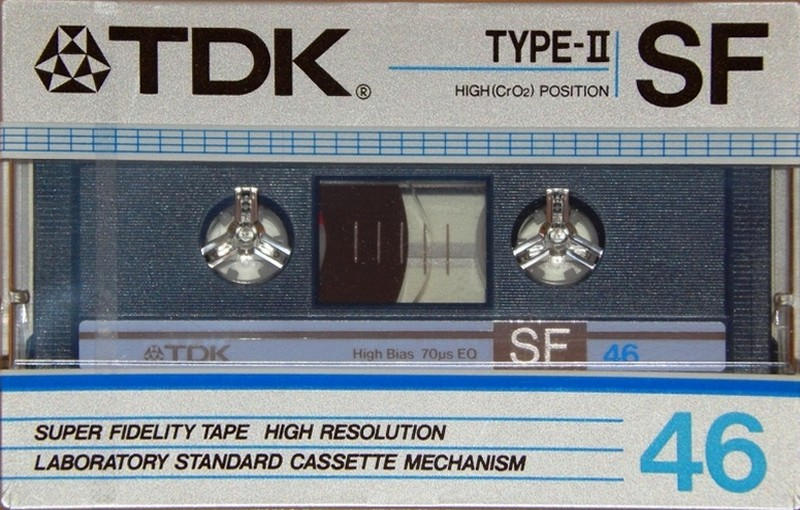 TDK®
TYPE-II
HIGH (CrO2) POSITION
SF
TDK
High Bias 70μs EQ
SF
46
SUPER FIDELITY TAPE HIGH RESOLUTION
LABORATORY STANDARD CASSETTE MECHANISM
46